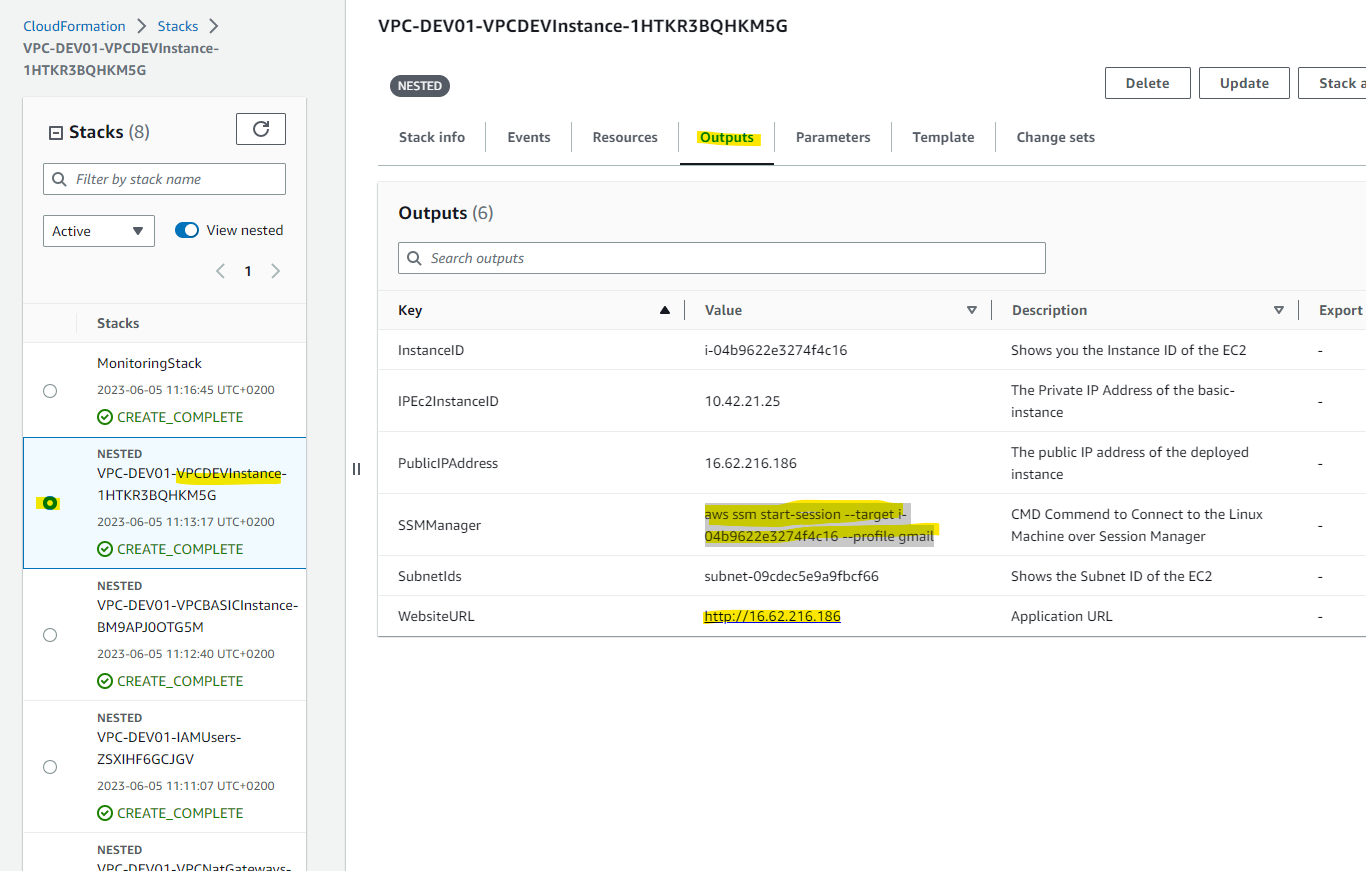 CloudFormation
Stacks
VPC-DEV01-VPCDEVInstance-
1HTKR3BQHKM5G
Stacks (8)
Filter by stack name
Active
View nested
1
Stacks
MonitoringStack
2023-06-05 11:16:45 UTC+0200
CREATE_COMPLETE
NESTED
VPC-DEV01-VPCDEVInstance-
1HTKR3BQHKM5G
2023-06-05 11:13:17 UTC+0200
CREATE_COMPLETE
NESTED
VPC-DEV01-VPCBASICInstance-
BM9APJ0OTG5M
2023-06-05 11:12:40 UTC+0200
CREATE_COMPLETE
NESTED
VPC-DEV01-IAMUsers-
ZSXIHF6GCJGV
2023-06-05 11:11:07 UTC+0200
CREATE_COMPLETE
NESTED
VPC-DEV01-VPCNatGateways-
VPC-DEV01-VPCDEVInstance-1HTKR3BQHKM5G
NESTED
Delete
Update
Stack a
Stack info
Events
Resources
Outputs
Parameters
Template
Change sets
Outputs (6)
Search outputs
Key
Value
Description
Export
InstanceID
i-04b9622e3274f4c16
Shows you the Instance ID of the EC2
-
IPEc2InstanceID
10.42.21.25
The Private IP Address of the basic-
instance
-
PublicIPAddress
16.62.216.186
The public IP address of the deployed
instance
-
SSMManager
aws ssm start-session --target i-
04b9622e3274f4c16 --profile gmail
CMD Commend to Connect to the Linux
Machine over Session Manager
-
SubnetIds
subnet-09cdec5e9a9fbcf66
Shows the Subnet ID of the EC2
-
WebsiteURL
http://16.62.216.186
Application URL
-